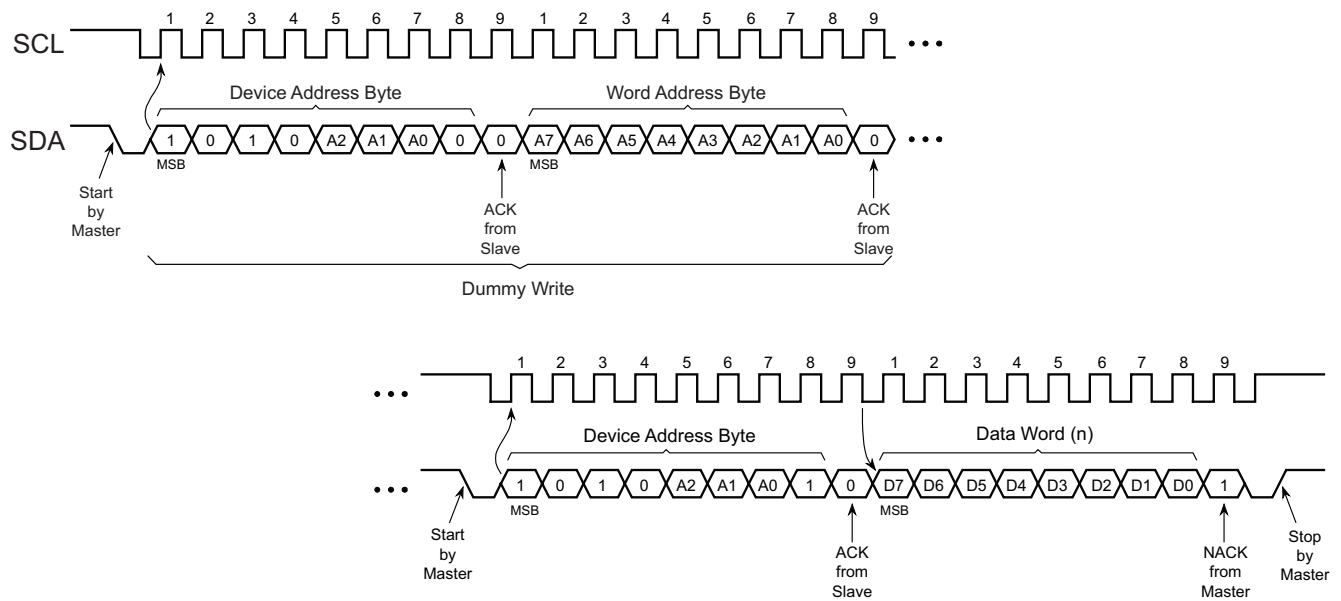 1 2 3 4 5 6 7 8 9 1 2 3 4 5 6 7 8 9
SCL
Device Address Byte Word Address Byte
SDA 1 0 1 0 A2 A1 A0 0 0 A7 A6 A5 A4 A3 A2 A1 A0 0
MSB MSB
Start
by
Master
ACK
from
Slave
ACK
from
Slave
Dummy Write
1 2 3 4 5 6 7 8 9 1 2 3 4 5 6 7 8 9
Device Address Byte Data Word (n)
1 0 1 0 A2 A1 A0 1 0 D7 D6 D5 D4 D3 D2 D1 D0 1
MSB MSB
Start
by
Master
ACK
from
Slave
NACK
from
Master
Stop
by
Master